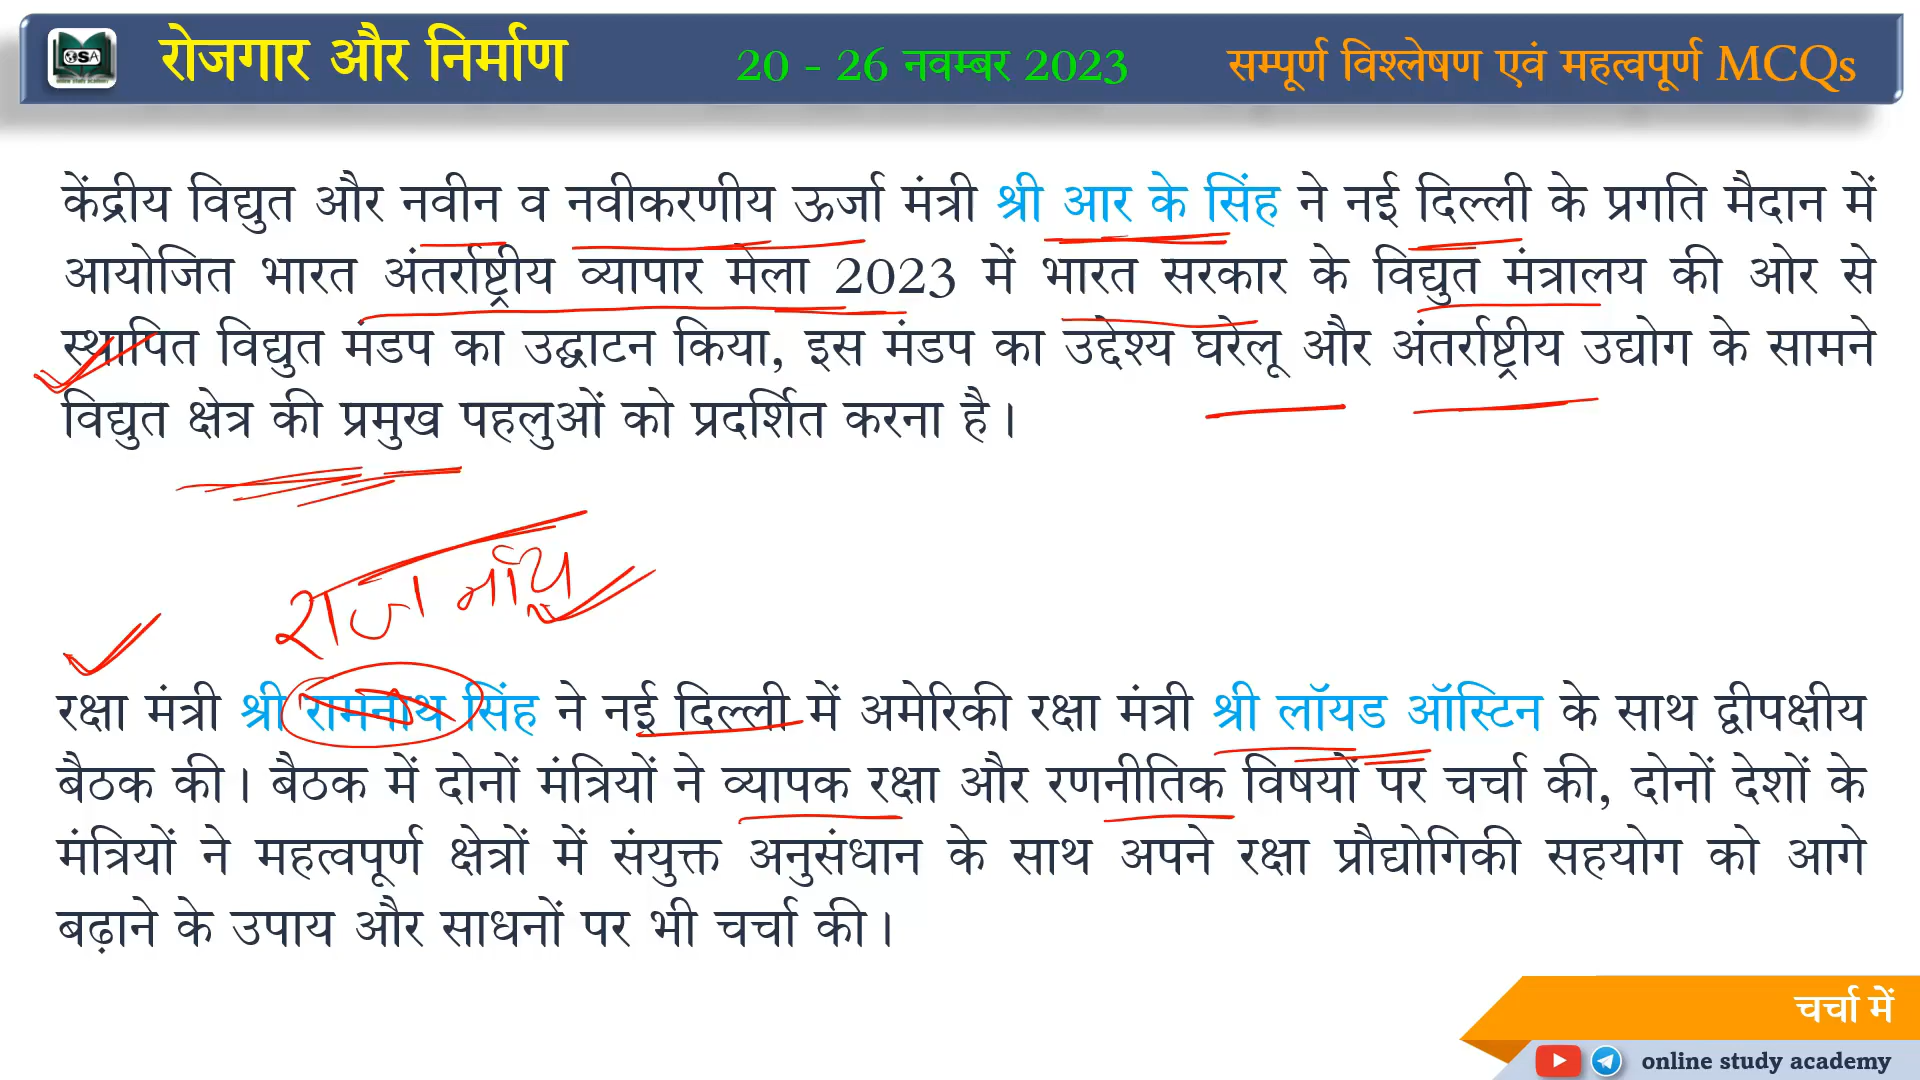 OSA
रोजगार और निर्माण 20 - 26 नवम्बर 2023 सम्पूर्ण विश्लेषण एवं महत्वपूर्ण MCQs
केंद्रीय विद्युत और नवीन व नवीकरणीय ऊर्जा मंत्री श्री आर के सिंह ने नई दिल्ली के प्रगति मैदान में
आयोजित भारत अंतर्राष्ट्रीय व्यापार मेला 2023 में भारत सरकार के विद्युत मंत्रालय की ओर से
स्थापित विद्युत मंडप का उद्घाटन किया, इस मंडप का उद्देश्य घरेलू और अंतर्राष्ट्रीय उद्योग के सामने
विद्युत क्षेत्र की प्रमुख पहलुओं को प्रदर्शित करना है।
राज नाथ
रक्षा मंत्री श्री रामनाथ सिंह ने नई दिल्ली में अमेरिकी रक्षा मंत्री श्री लॉयड ऑस्टिन के साथ द्वीपक्षीय
बैठक की। बैठक में दोनों मंत्रियों ने व्यापक रक्षा और रणनीतिक विषयों पर चर्चा की, दोनों देशों के
मंत्रियों ने महत्वपूर्ण क्षेत्रों में संयुक्त अनुसंधान के साथ अपने रक्षा प्रौद्योगिकी सहयोग को आगे
बढ़ाने के उपाय और साधनों पर भी चर्चा की।
चर्चा में
online study academy